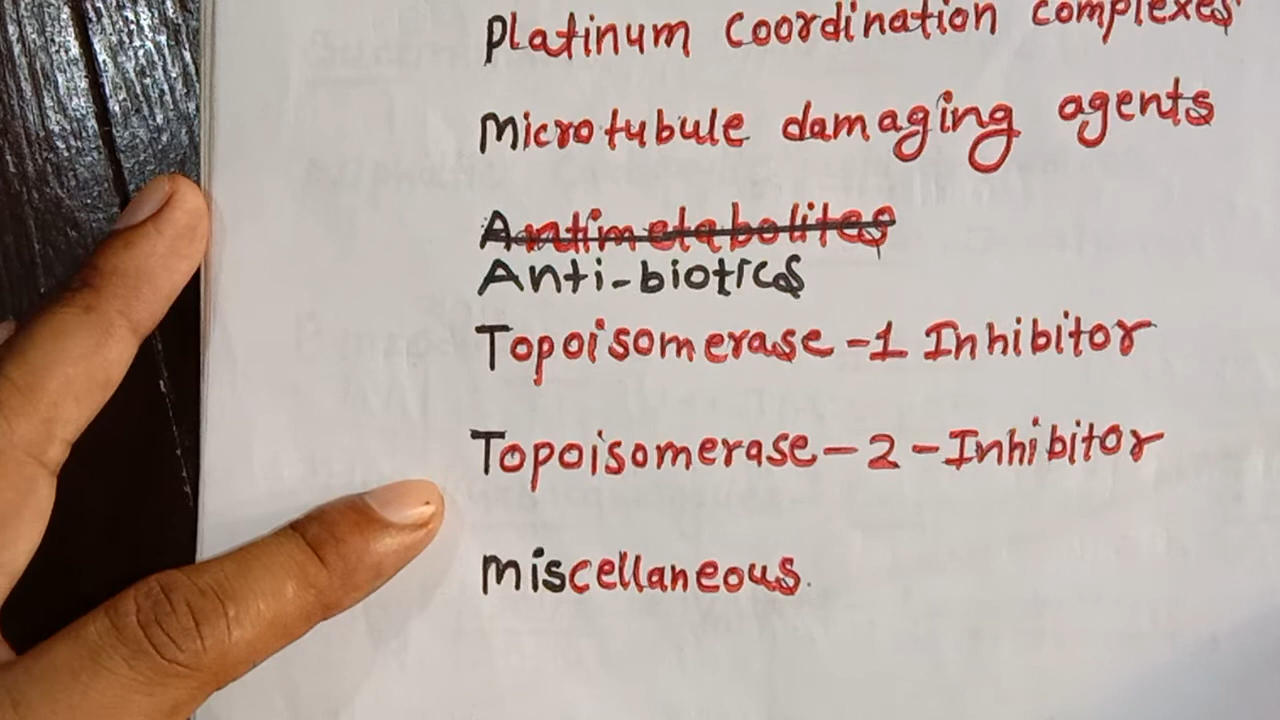 Platinum Coordination Complexes
Microtubule damaging agents
Antimetabolites
Anti-biotics
Topoisomerase -1 Inhibitor
Topoisomerase-2-Inhibitor
Miscellaneous.